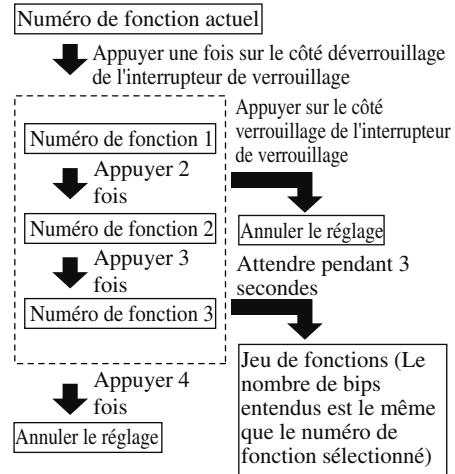 Numéro de fonction actuel
Appuyer une fois sur le côté déverrouillage
de l'interrupteur de verrouillage
Numéro de fonction 1
Appuyer 2
fois
Numéro de fonction 2
Appuyer 3
fois
Numéro de fonction 3
Appuyer 4
fois
Annuler le réglage
Appuyer sur le côté
verrouillage de l'interrupteur
de verrouillage
Annuler le réglage
Attendre pendant 3
secondes
Jeu de fonctions (Le
nombre de bips
entendus est le même
que le numéro de
fonction sélectionné)